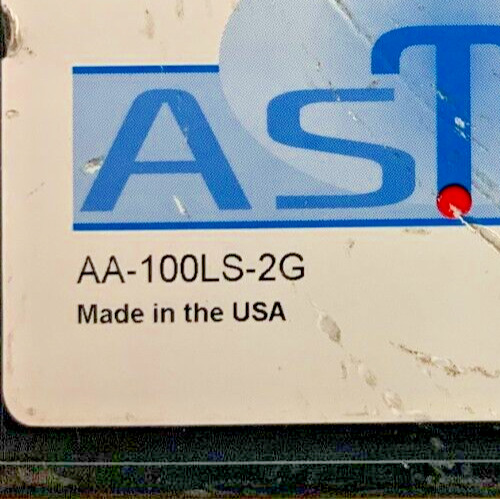 AST
AA-100LS-2G
Made in the USA